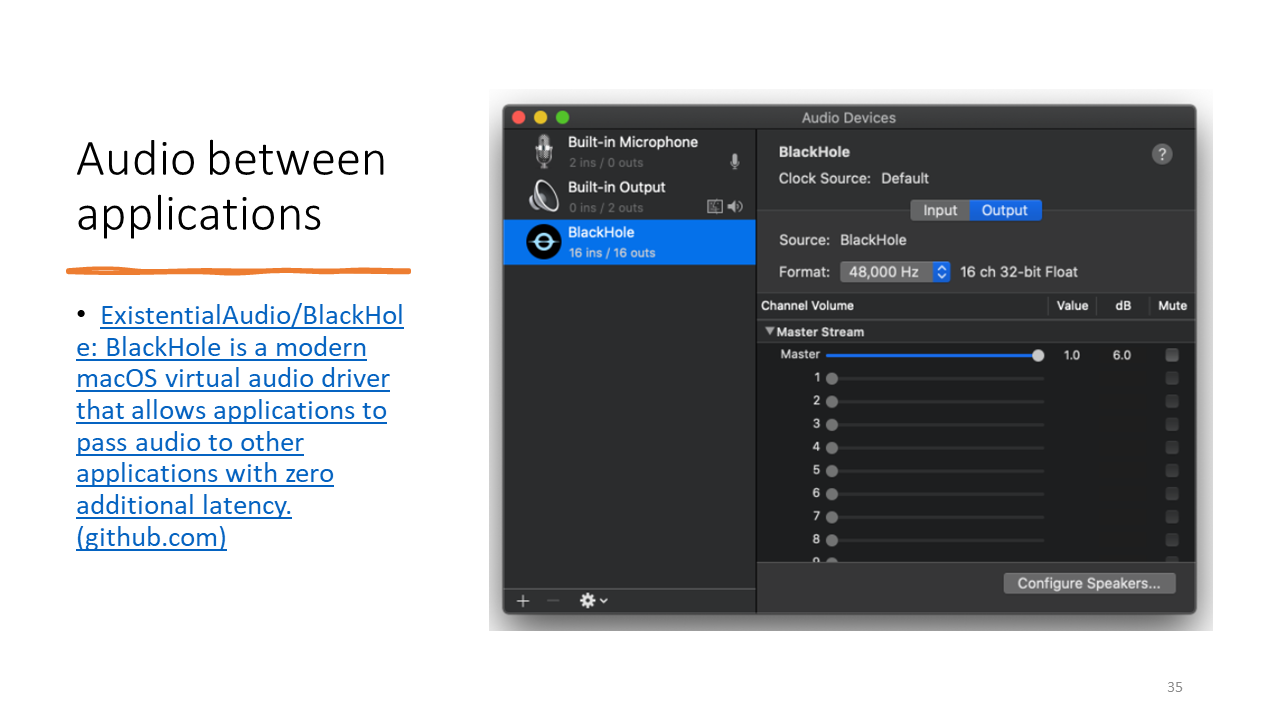 Audio between
applications
• ExistentialAudio/BlackHol
e: BlackHole is a modern
macOS virtual audio driver
that allows applications to
pass audio to other
applications with zero
additional latency.
(github.com)
Audio Devices
Built-in Microphone
2 ins / 0 outs
Built-in Output
0 ins / 2 outs
BlackHole
16 ins / 16 outs
BlackHole
?
Clock Source: Default
Input Output
Source: BlackHole
Format: 48,000 Hz 16 ch 32-bit Float
Channel Volume Value dB Mute
Master Stream
Master 1.0 6.0
1
2
3
4
5
6
7
8
9
Configure Speakers...
35